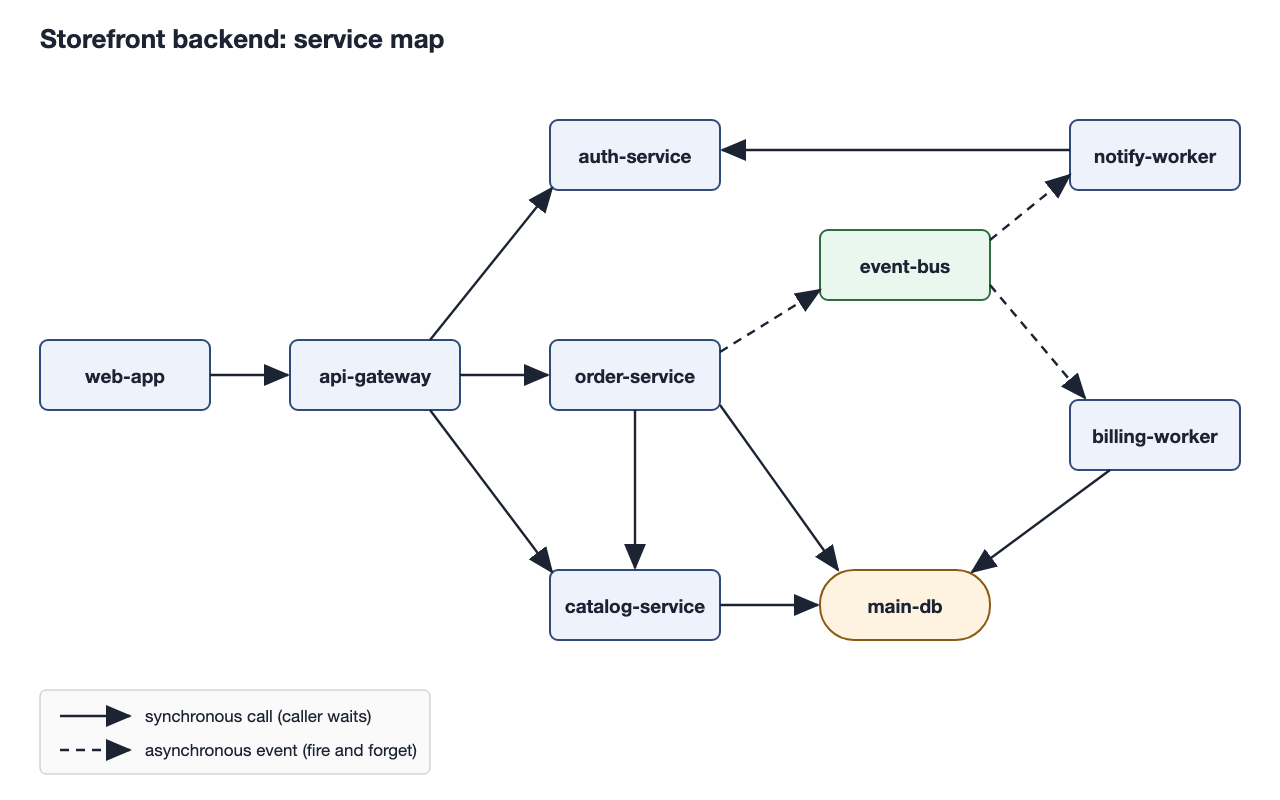 Storefront backend: service map
auth-service
notify-worker
event-bus
web-app
api-gateway
order-service
billing-worker
catalog-service
main-db
synchronous call (caller waits)
asynchronous event (fire and forget)